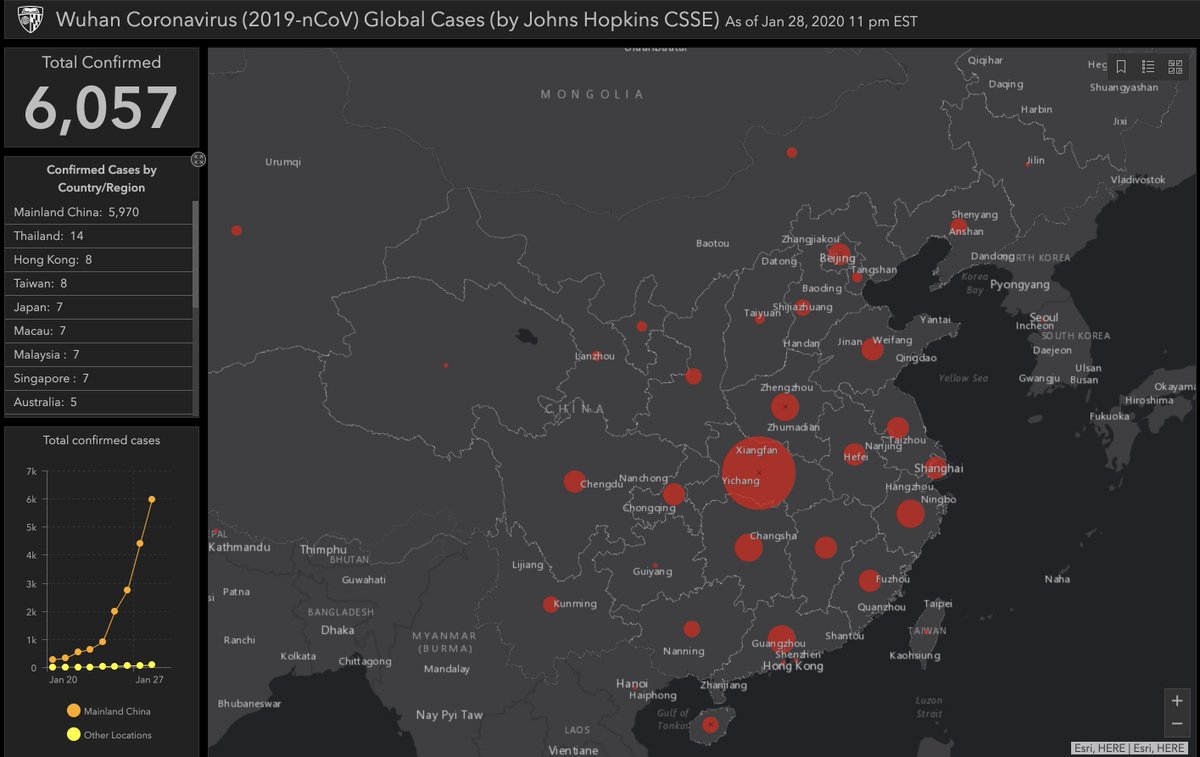 Wuhan Coronavirus (2019-nCoV) Global Cases (by Johns Hopkins CSSE) As of Jan 28, 2020 11 pm EST
Total Confirmed
6,057
Confirmed Cases by
Country/Region
Mainland China: 5,970
Thailand: 14
Hong Kong: 8
Taiwan: 8
Japan: 7
Macau: 7
Malaysia : 7
Singapore : 7
Australia: 5
Total confirmed cases
7k
6k
5k
4k
3k
2k
1k
0
Jan 20
Jan 27
Mainland China
Other Locations
Qiqihar
Heg
MONGOLIA
Daqing
Shuangyashan
Harbin
Jixi
Urumqi
Jilin
Vladivostok
Shenyang
Anshan
Baotou
Zhangjiakou
Datong
Beijing
Dandong
RTH KOREA
Tangshan
Korea
Bay
Pyongyang
Baoding
Shijiazhuang
Taiyuan
Yantai
Seoul
Incheon
SOUTH KOREA
Handan
Jinan
Weifang
Daejeon
Lanzhou
Qingdao
Ulsan
Yellow Sea
Gwangju
Busan
Zhengzhou
Okayama
Hiroshima
CHINA
Fukuoka
Zhumadian
Taizhou
Nanjing
Xiangfan
Hefei
Shanghai
Yichang
Nanchong
Chengdu
Hangzhou
Ningbo
Chongqing
EPAL
Kathmandu
Thimphu
BHUTAN
Changsha
Lijiang
Guiyang
Guwahati
Fuzhou
Naha
Patna
si
Kunming
Quanzhou
Taipei
BANGLADESH
Dhaka
MYANMAR
(BURMA)
TAIWAN
Ranchi
Shantou
Guangzhou
Nanning
Shenzhen
Kaohsiung
Kolkata
Chittagong
Mandalay
Hong Kong
Hanoi
Haiphong
Zhanjiang
Bhubaneswar
Nay Pyi Taw
Gulf of
Tonkin
Luzon
Strait
LAOS
Vientiane
+
−
Esri, HERE | Esri, HERE